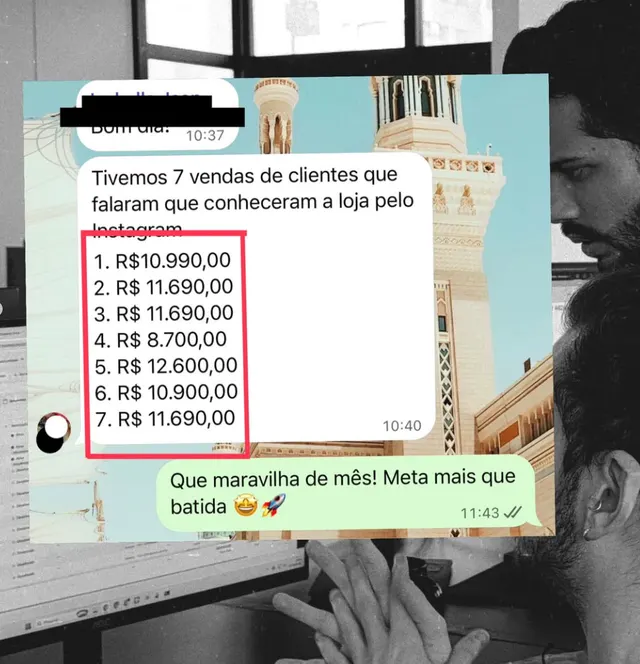 Bom dia!
10:37
Tivemos 7 vendas de clientes que
falaram que conheceram a loja pelo
Instagram
1. R$10.990,00
2. R$ 11.690,00
3. R$ 11.690,00
4. R$ 8.700,00
5. R$ 12.600,00
6. R$ 10.900,00
7. R$ 11.690,00
10:40
Que maravilha de mês! Meta mais que
batida 🤩🚀
11:43